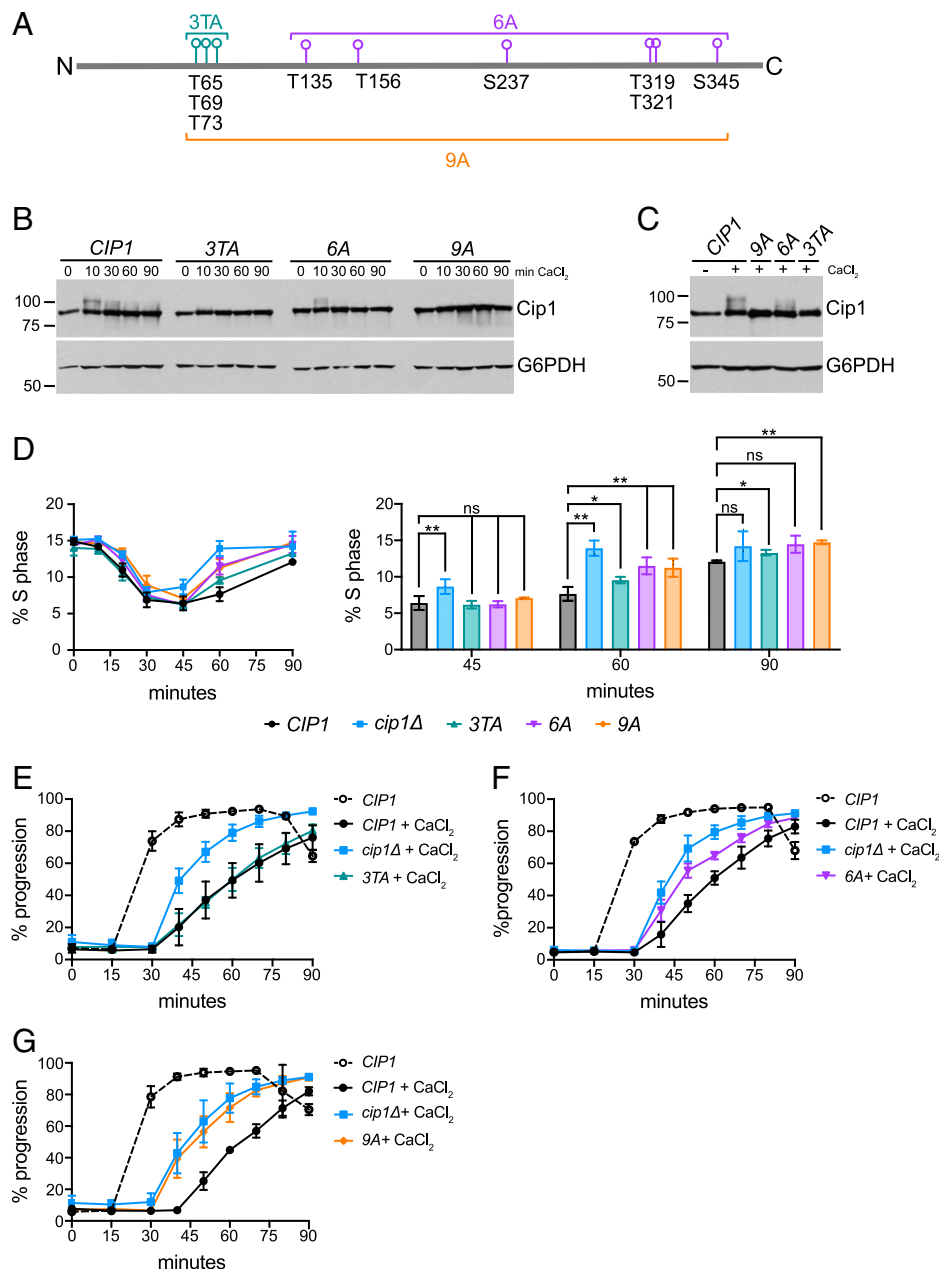 A
3TA
6A
N
C
T65
T69
T73
T135
T156
S237
T319
T321
S345
9A
B
CIP1
3TA
6A
9A
0 10 30 60 90 0 10 30 60 90 0 10 30 60 90 0 10 30 60 90 min CaCl₂
100
75
Cip1
50
G6PDH
C
CIP1 9A 6A 3TA
- + + + + CaCl₂
100
75
Cip1
50
G6PDH
D
% S phase
20
15
10
5
0
0 15 30 45 60 75 90
minutes
% S phase
20
15
10
5
0
** ns
** * **
ns * ns **
45 60 90
minutes
CIP1 cip1Δ 3TA 6A 9A
E
% progression
100
80
60
40
20
0
0 15 30 45 60 75 90
minutes
CIP1
CIP1 + CaCl₂
cip1Δ + CaCl₂
3TA + CaCl₂
F
%progression
100
80
60
40
20
0
0 15 30 45 60 75 90
minutes
CIP1
CIP1 + CaCl₂
cip1Δ + CaCl₂
6A+ CaCl₂
G
% progression
100
80
60
40
20
0
0 15 30 45 60 75 90
minutes
CIP1
CIP1 + CaCl₂
cip1Δ+ CaCl₂
9A+ CaCl₂